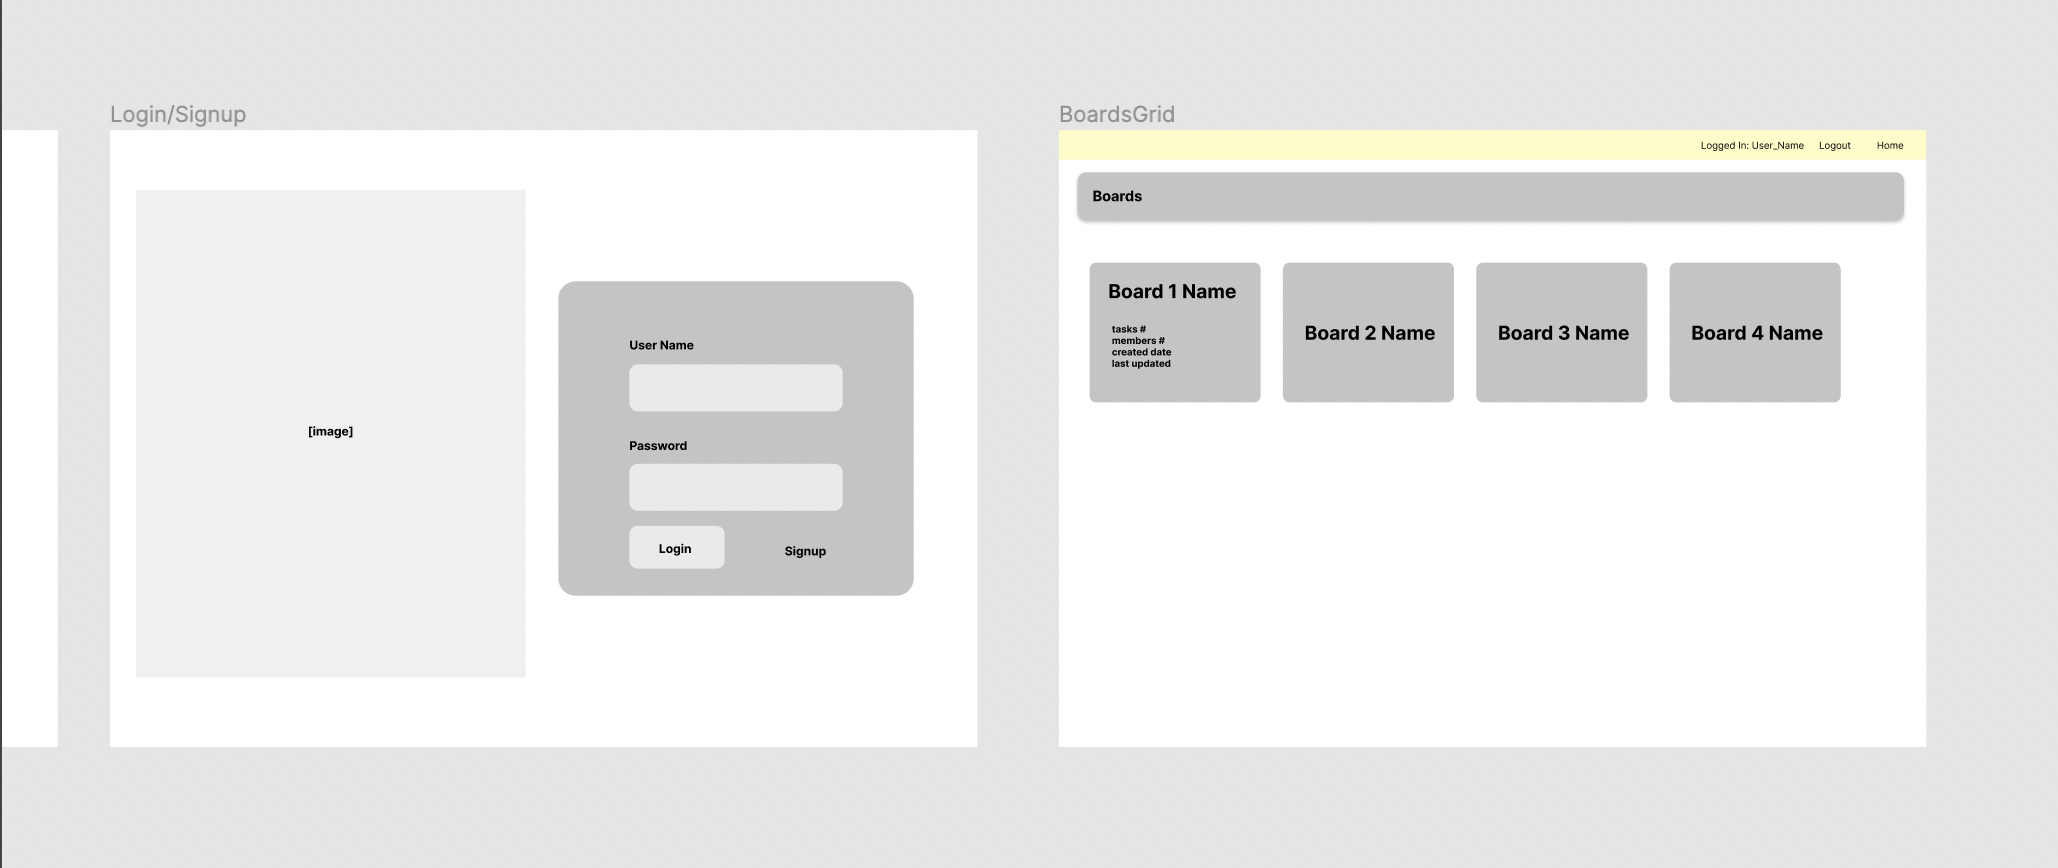 Login/Signup
[image]
User Name
Password
Login
Signup
BoardsGrid
Logged In: User_Name
Logout
Home
Boards
Board 1 Name
tasks #
members #
created date
last updated
Board 2 Name
Board 3 Name
Board 4 Name